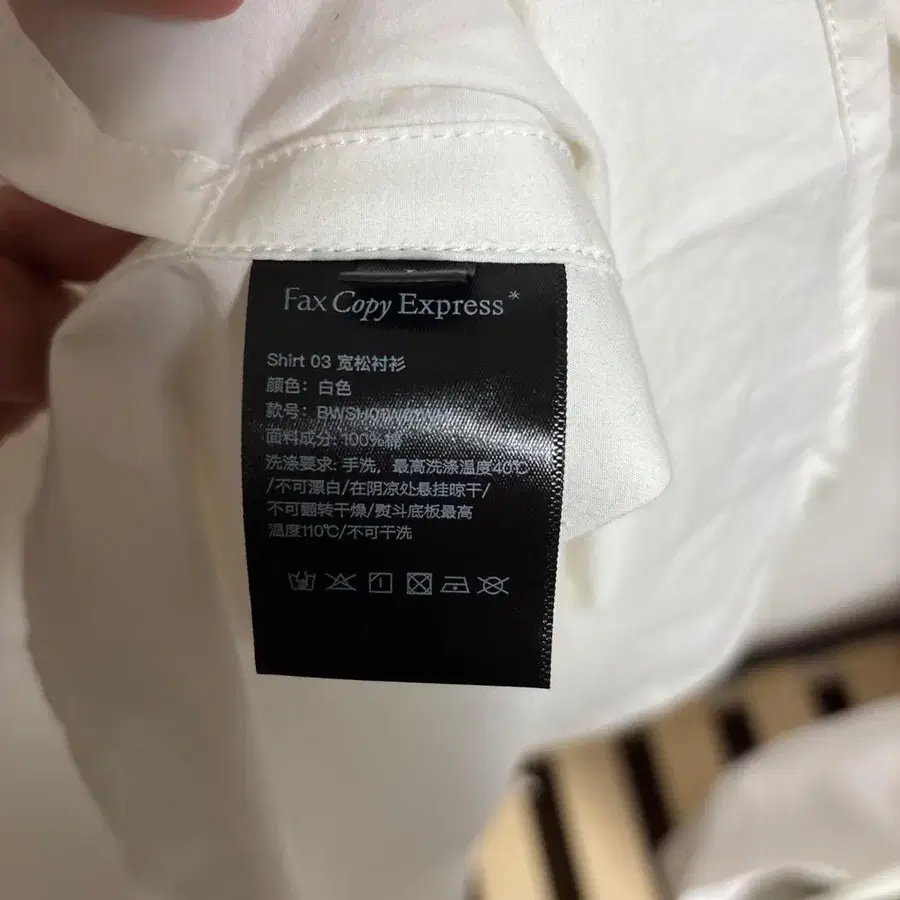 Fax Copy Express*
Shirt 03 宽松衬衫
颜色：白色
款号：
面料成分：100%棉
洗涤要求: 手洗，最高洗涤温度40℃
/不可漂白/在阴凉处悬挂晾干/
不可翻转干燥/熨斗底板最高
温度110℃/不可干洗